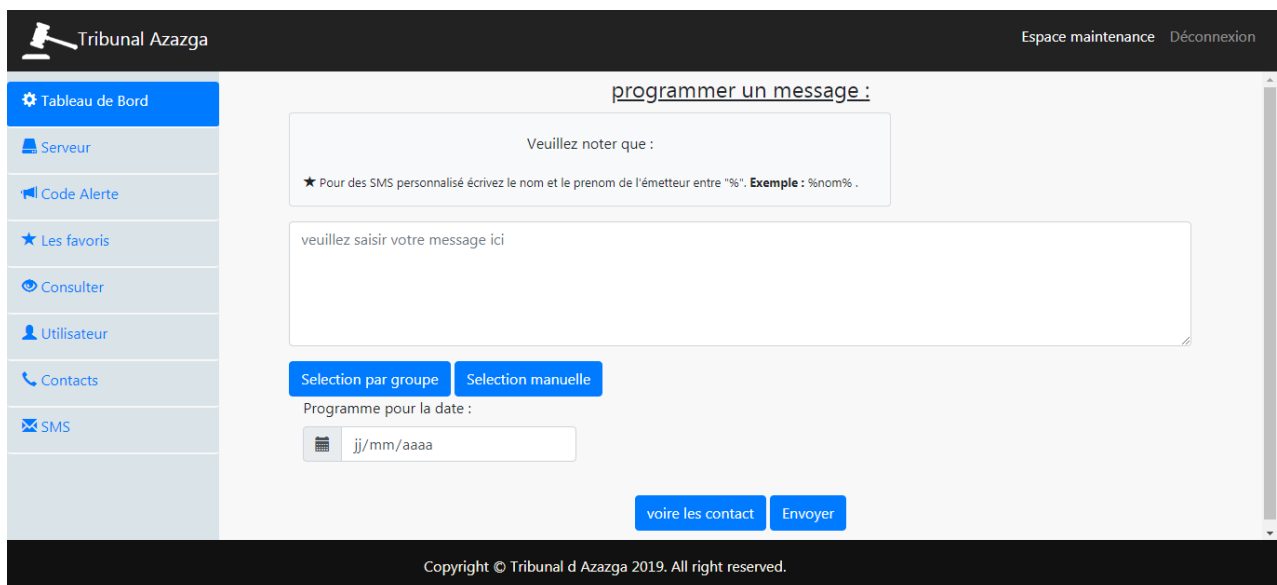 Tribunal Azazga
Espace maintenance Déconnexion
Tableau de Bord
Serveur
Code Alerte
Les favoris
Consulter
Utilisateur
Contacts
SMS
programmer un message :
Veuillez noter que :
★ Pour des SMS personnalisé écrivez le nom et le prenom de l'émetteur entre "%". Exemple : %nom% .
veuillez saisir votre message ici
Selection par groupe Selection manuelle
Programme pour la date :
jj/mm/aaaa
voire les contact Envoyer
Copyright © Tribunal d Azazga 2019. All right reserved.